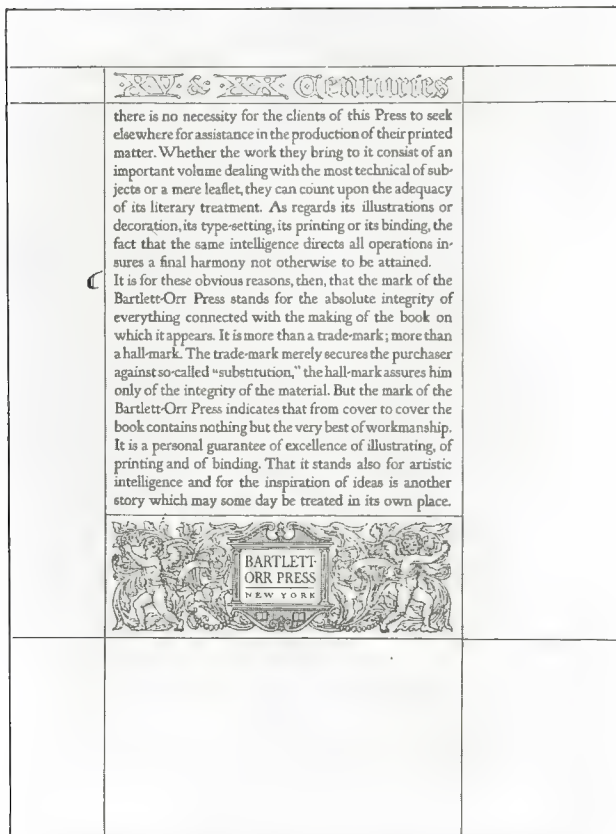 XV & XX Centuries
there is no necessity for the clients of this Press to seek
elsewhere for assistance in the production of their printed
matter. Whether the work they bring to it consist of an
important volume dealing with the most technical of sub-
jects or a mere leaflet, they can count upon the adequacy
of its literary treatment. As regards its illustrations or
decoration, its type-setting, its printing or its binding, the
fact that the same intelligence directs all operations in-
sures a final harmony not otherwise to be attained.
It is for these obvious reasons, then, that the mark of the
Bartlett-Orr Press stands for the absolute integrity of
everything connected with the making of the book on
which it appears. It is more than a trade-mark; more than
a hall-mark. The trade-mark merely secures the purchaser
against so-called “substitution,” the hall-mark assures him
only of the integrity of the material. But the mark of the
Bartlett-Orr Press indicates that from cover to cover the
book contains nothing but the very best of workmanship.
It is a personal guarantee of excellence of illustrating, of
printing and of binding. That it stands also for artistic
intelligence and for the inspiration of ideas is another
story which may some day be treated in its own place.
BARTLETT-
ORR PRESS
NEW YORK